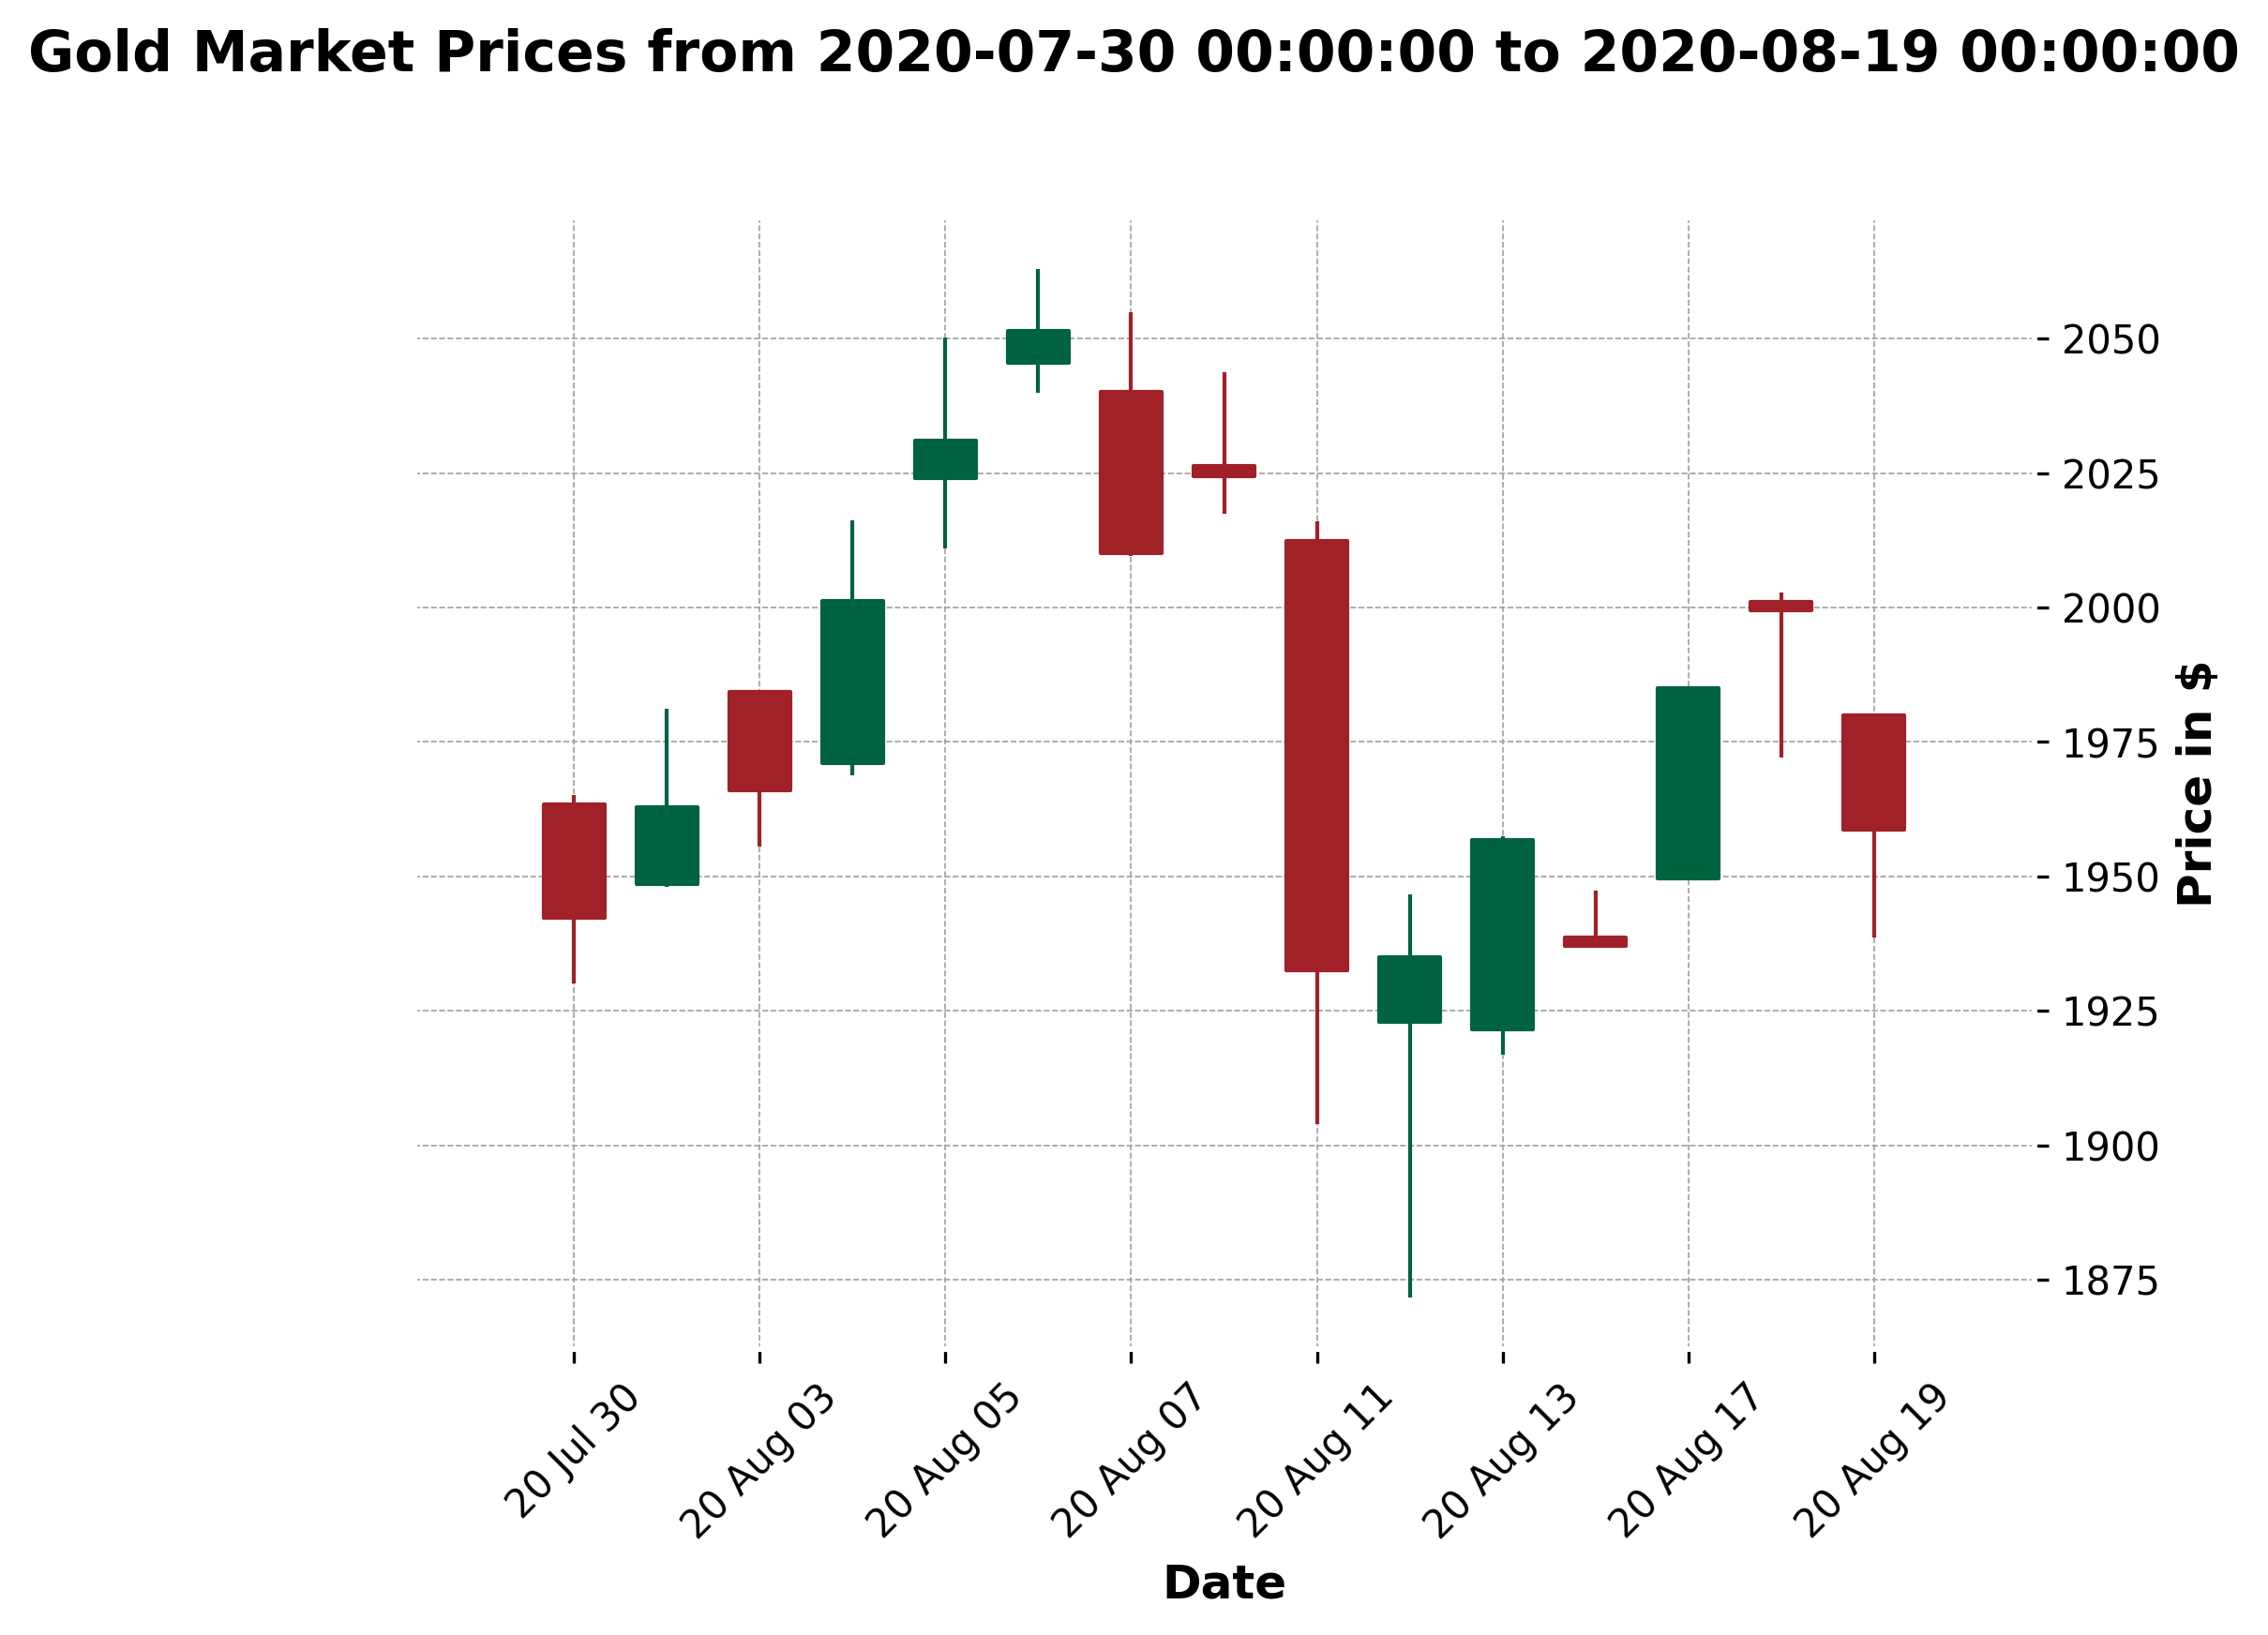 Gold Market Prices from 2020-07-30 00:00:00 to 2020-08-19 00:00:00
2050
2025
2000
1975
1950
1925
1900
1875
Price in $
20 Jul 30
20 Aug 03
20 Aug 05
20 Aug 07
20 Aug 11
20 Aug 13
20 Aug 17
20 Aug 19
Date